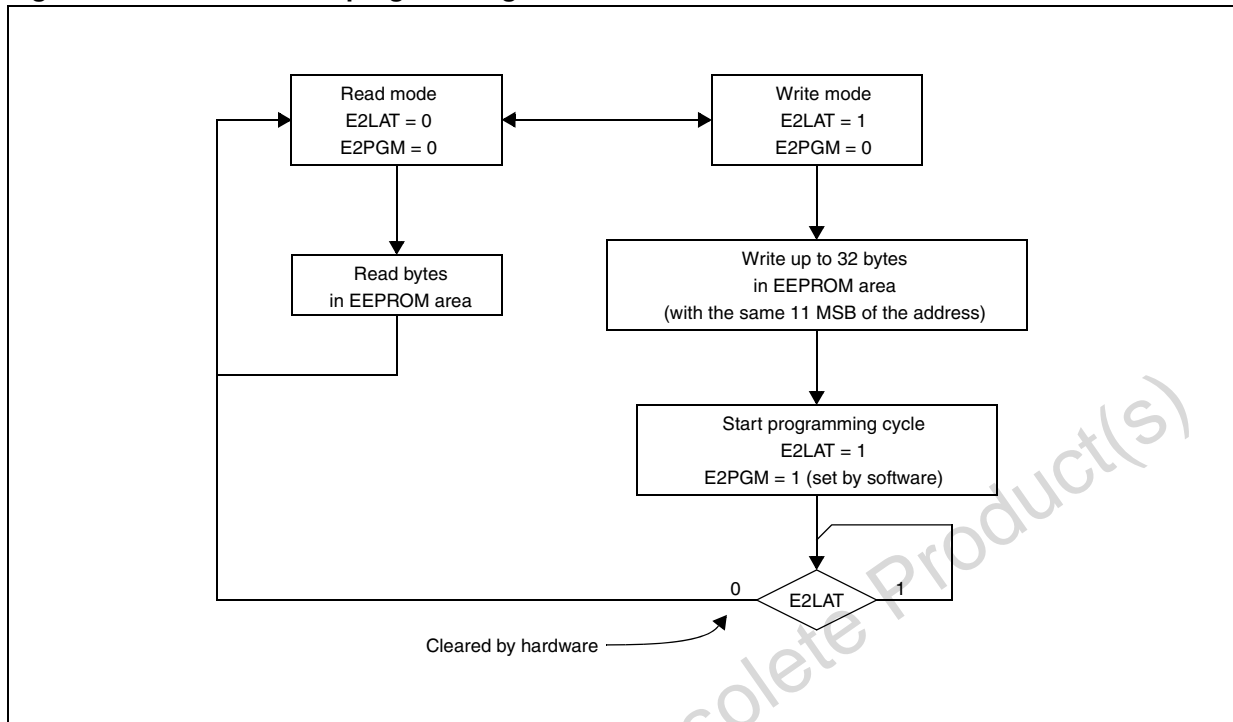 Read mode
E2LAT = 0
E2PGM = 0
Write mode
E2LAT = 1
E2PGM = 0
Read bytes
in EEPROM area
Write up to 32 bytes
in EEPROM area
(with the same 11 MSB of the address)
Start programming cycle
E2LAT = 1
E2PGM = 1 (set by software)
0
E2LAT
1
Cleared by hardware
Product(s)